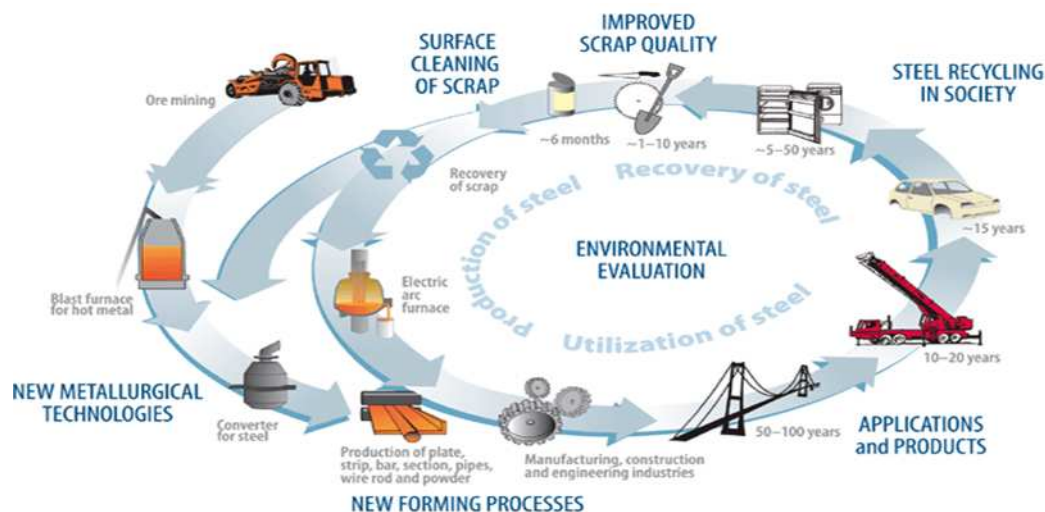 IMPROVED
SCRAP QUALITY
SURFACE
CLEANING
OF SCRAP
STEEL RECYCLING
IN SOCIETY
Ore mining
~6 months
~1–10 years
~5–50 years
Recovery
of scrap
Production of steel
Recovery of steel
~15 years
ENVIRONMENTAL
EVALUATION
Blast furnace
for hot metal
Electric
arc
furnace
Utilization of steel
10–20 years
NEW METALLURGICAL
TECHNOLOGIES
Converter
for steel
50–100 years
APPLICATIONS
and PRODUCTS
Production of plate,
strip, bar, section, pipes,
wire rod and powder
Manufacturing, construction
and engineering industries
NEW FORMING PROCESSES